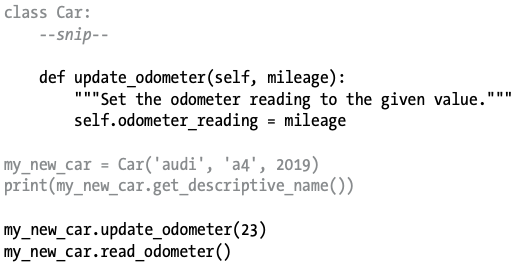 class Car:
    --snip--

    def update_odometer(self, mileage):
        """Set the odometer reading to the given value."""
        self.odometer_reading = mileage

my_new_car = Car('audi', 'a4', 2019)
print(my_new_car.get_descriptive_name())

my_new_car.update_odometer(23)
my_new_car.read_odometer()